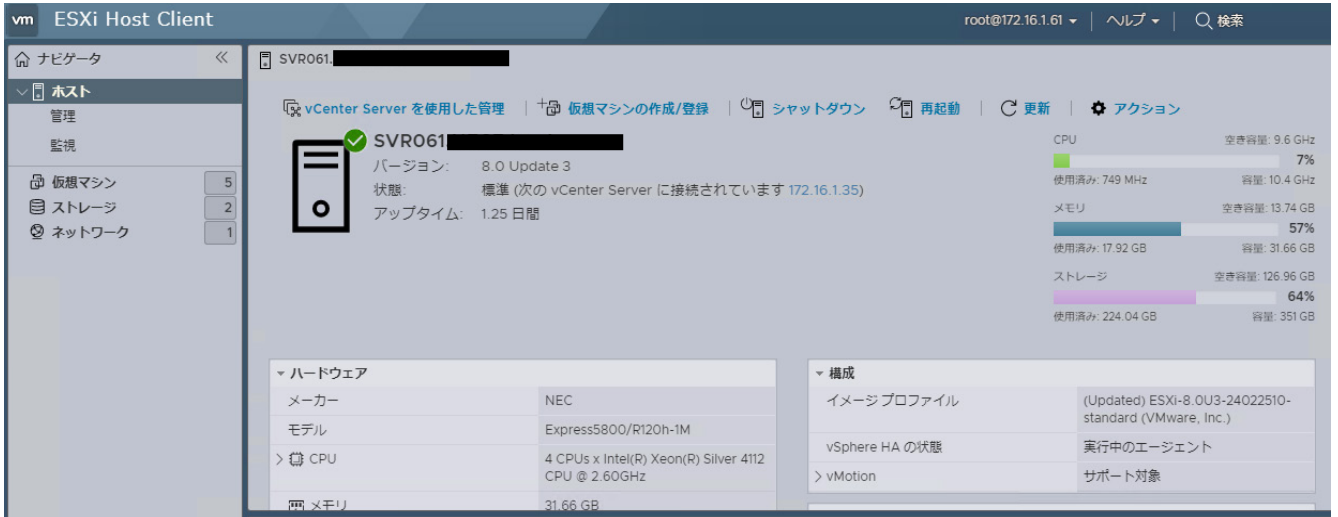 vm ESXi Host Client root@172.16.1.61 ヘルプ 検索
ナビゲータ
ホスト
管理
監視
仮想マシン 5
ストレージ 2
ネットワーク 1
SVR061.
vCenter Server を使用した管理 仮想マシンの作成/登録 シャットダウン 再起動 更新 アクション
SVR061.
バージョン: 8.0 Update 3
状態: 標準 (次の vCenter Server に接続されています 172.16.1.35)
アップタイム: 1.25 日間
CPU 空き容量: 9.6 GHz
7%
使用済み: 749 MHz 容量: 10.4 GHz
メモリ 空き容量: 13.74 GB
57%
使用済み: 17.92 GB 容量: 31.66 GB
ストレージ 空き容量: 126.96 GB
64%
使用済み: 224.04 GB 容量: 351 GB
ハードウェア
メーカー NEC
モデル Express5800/R120h-1M
CPU 4 CPUs x Intel(R) Xeon(R) Silver 4112
CPU @ 2.60GHz
メモリ 31.66 GB
構成
イメージ プロファイル (Updated) ESXi-8.0U3-24022510-
standard (VMware, Inc.)
vSphere HA の状態 実行中のエージェント
vMotion サポート対象